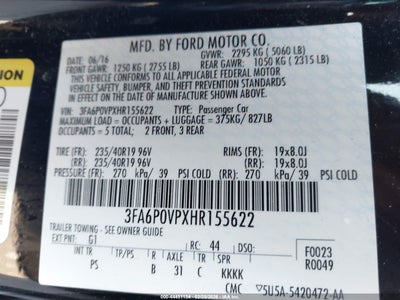 MFD. BY FORD MOTOR CO.
06/16
GVWR: 2295 KG ( 5060 LB)
FRONT GAWR: 1250 KG ( 2755 LB)
REAR GAWR: 1050 KG ( 2315 LB)
THIS VEHICLE CONFORMS TO ALL APPLICABLE FEDERAL MOTOR VEHICLE
SAFETY, BUMPER, AND THEFT PREVENTION STANDARDS IN EFFECT ON THE DATE
OF MANUFACTURE SHOWN ABOVE.
VEHICLE: 3FA6P0VPXHR155622 TYPE: Passenger Car
MAXIMUM LOAD = OCCUPANTS + LUGGAGE = 375KG/ 827LB
OCCUPANTS = 5 TOTAL: 2 FRONT, 3 REAR
TIRE (FR): 235/40R19 96V RIMS (FR): 19x8.0J
(RR): 235/40R19 96V (RR): 19x8.0J
PRESSURE (FR): 270 kPa/ 39 PSI COLD (RR): 270 kPa/ 39 PSI COLD
3FA6P0VPXHR155622
TRAILER TOWING - SEE OWNER GUIDE
EXT PNT: G1 RC: 44 DSO: F0023
INT TR TP/PS R AXLE TR SPR R0049
PS B 31 C KKKK
CMC 5U5A-5420472-AA